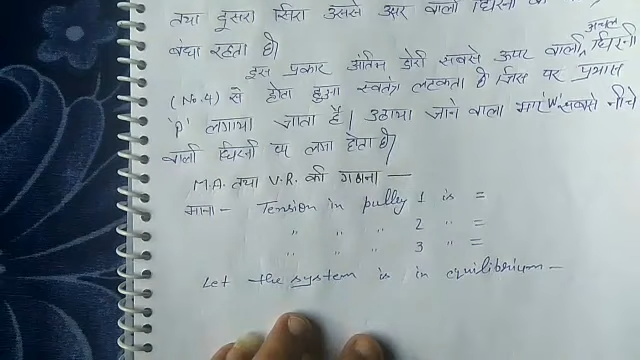 तथा दूसरा सिरा उससे ऊपर वाली घिरनी
बंधा रहता है।
इस प्रकार अंतिम डोरी सबसे ऊपर वाली अचल घिरनी
(No.4) से होता हुआ स्वतंत्र लटकता है जिस पर प्रयास
'P' लगाया जाता है। उठाया जाने वाला भार 'W' सबसे नीचे
वाली घिरनी पर लगा होता है।
M.A. तथा V.R. की गणना —
माना - Tension in pully 1 is =
" " " 2 " =
" " " 3 " =
Let the system is in equilibrium —